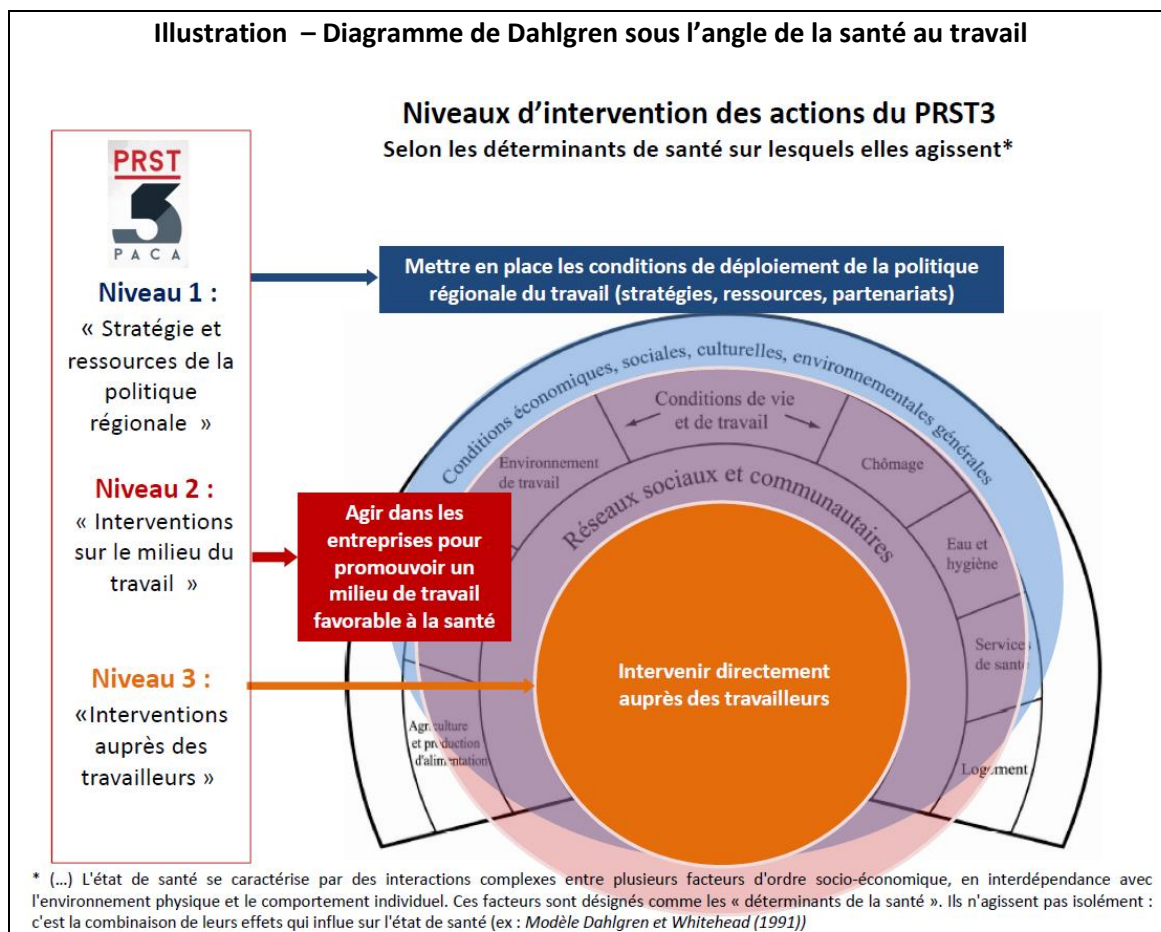 Illustration – Diagramme de Dahlgren sous l'angle de la santé au travail
Niveaux d'intervention des actions du PRST3
Selon les déterminants de santé sur lesquels elles agissent*
PRST
3
PACA
Niveau 1 :
« Stratégie et
ressources de la
politique
régionale »
Niveau 2 :
« Interventions
sur le milieu du
travail »
Niveau 3 :
«Interventions
auprès des
travailleurs »
Mettre en place les conditions de déploiement de la politique
régionale du travail (stratégies, ressources, partenariats)
Agir dans les
entreprises pour
promouvoir un
milieu de travail
favorable à la santé
Conditions économiques, sociales, culturelles, environnementales générales
Conditions de vie
et de travail
Environnement
de travail
Chômage
Réseaux sociaux et communautaires
Eau et
hygiène
Services
de santé
Agriculture
et production
d'alimentation
Logement
Intervenir directement
auprès des travailleurs
* (...) L'état de santé se caractérise par des interactions complexes entre plusieurs facteurs d'ordre socio-économique, en interdépendance avec
l'environnement physique et le comportement individuel. Ces facteurs sont désignés comme les « déterminants de la santé ». Ils n'agissent pas isolément :
c'est la combinaison de leurs effets qui influe sur l'état de santé (ex : Modèle Dahlgren et Whitehead (1991))